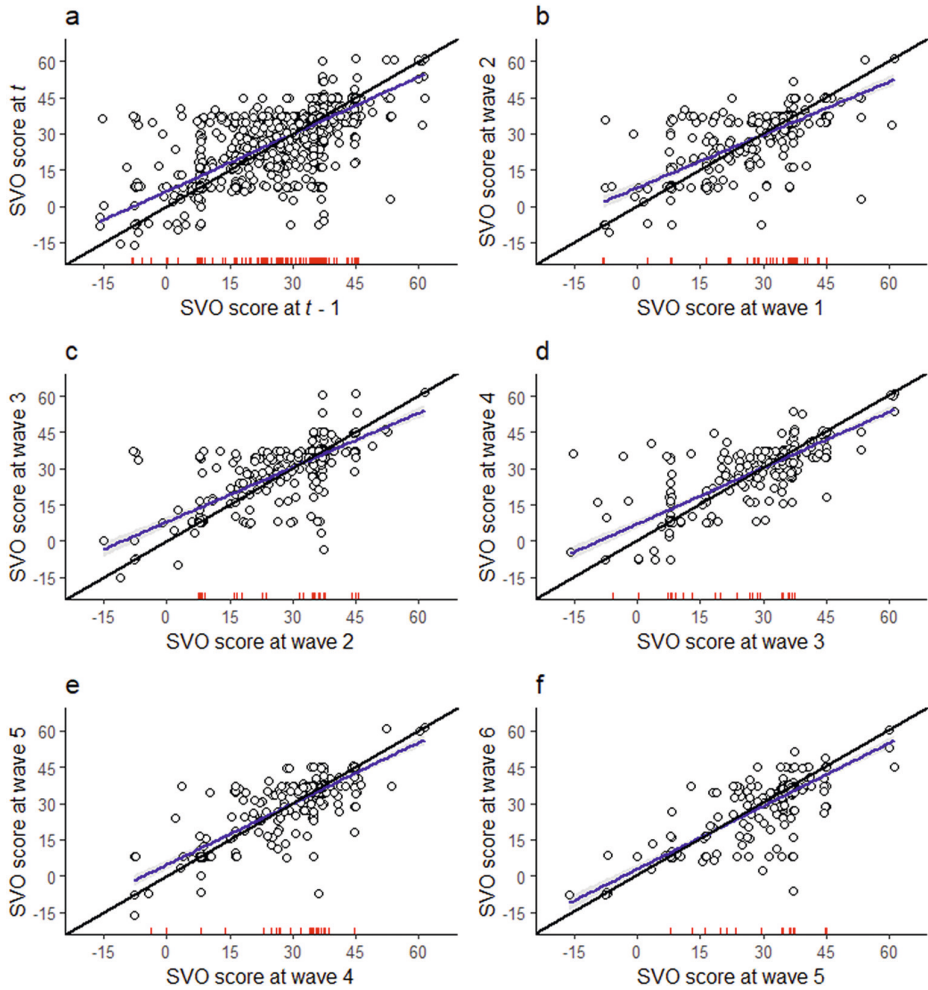 a
SVO score at t
60
45
30
15
0
-15
-15 0 15 30 45 60
SVO score at t - 1
b
SVO score at wave 2
60
45
30
15
0
-15
-15 0 15 30 45 60
SVO score at wave 1
c
SVO score at wave 3
60
45
30
15
0
-15
-15 0 15 30 45 60
SVO score at wave 2
d
SVO score at wave 4
60
45
30
15
0
-15
-15 0 15 30 45 60
SVO score at wave 3
e
SVO score at wave 5
60
45
30
15
0
-15
-15 0 15 30 45 60
SVO score at wave 4
f
SVO score at wave 6
60
45
30
15
0
-15
-15 0 15 30 45 60
SVO score at wave 5